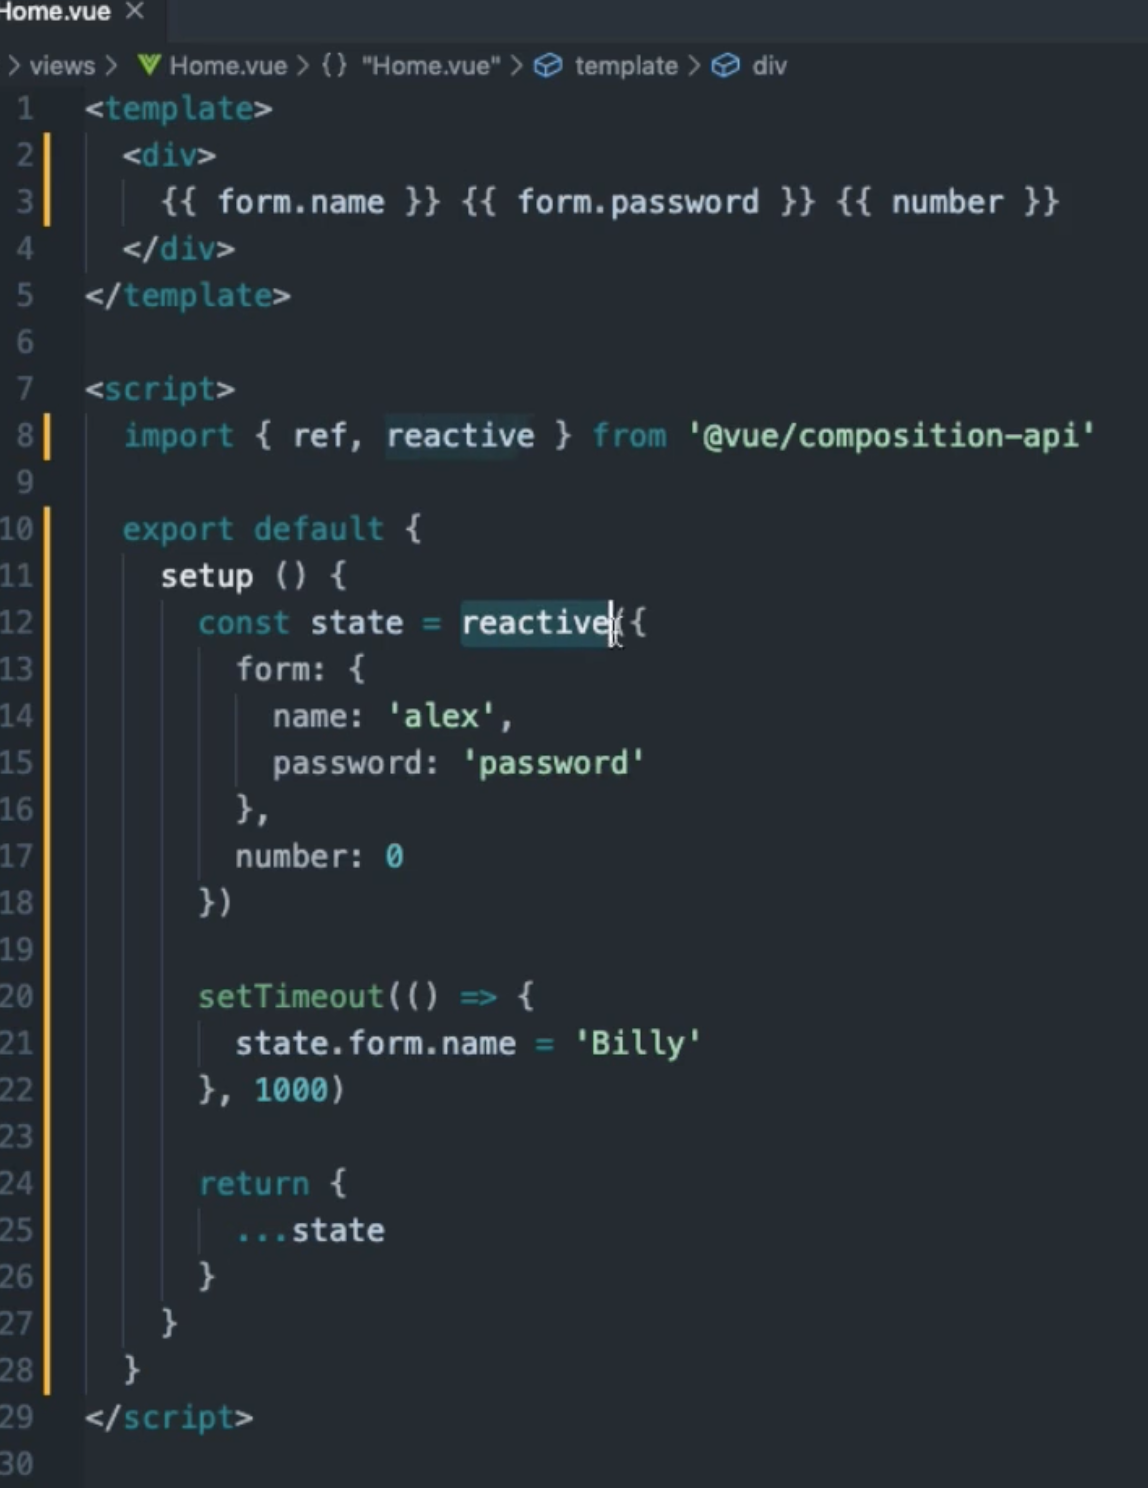 Home.vue ×
> views > Home.vue > {} "Home.vue" > template > div
1 <template>
2 <div>
3 {{ form.name }} {{ form.password }} {{ number }}
4 </div>
5 </template>
6
7 <script>
8 import { ref, reactive } from '@vue/composition-api'
9
10 export default {
11 setup () {
12 const state = reactive({
13 form: {
14 name: 'alex',
15 password: 'password'
16 },
17 number: 0
18 })
19
20 setTimeout(() => {
21 state.form.name = 'Billy'
22 }, 1000)
23
24 return {
25 ...state
26 }
27 }
28 }
29 </script>
30